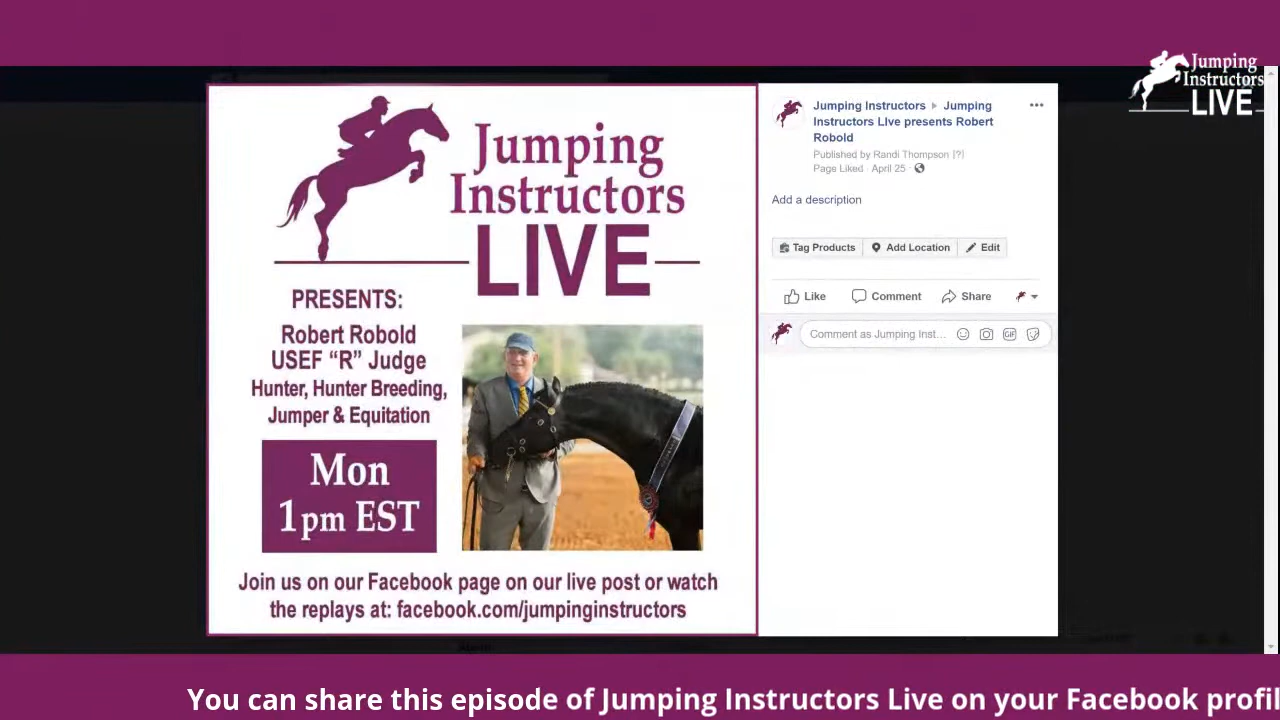 Jumping
Instructors
LIVE
Jumping
Instructors
LIVE
PRESENTS:
Robert Robold
USEF “R” Judge
Hunter, Hunter Breeding,
Jumper & Equitation
Mon
1pm EST
Join us on our Facebook page on our live post or watch
the replays at: facebook.com/jumpinginstructors
Jumping Instructors ▸ Jumping
Instructors LIve presents Robert
Robold
Published by Randi Thompson [?]
Page Liked · April 25 ·
Add a description
Tag Products
Add Location
Edit
Like
Comment
Share
Comment as Jumping Inst...
GIF
You can share this episode of Jumping Instructors Live on your Facebook profil